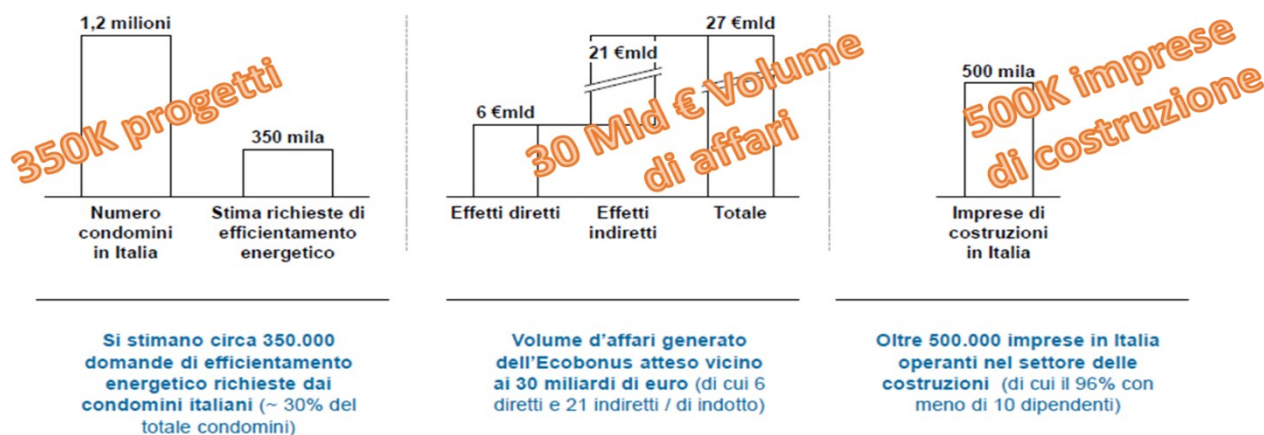 1,2 milioni
350 mila
Numero
condomini
in Italia
Stima richieste di
efficientamento
energetico
350K progetti
Si stimano circa 350.000
domande di efficientamento
energetico richieste dai
condomini italiani (~ 30% del
totale condomini)
6 €mld
21 €mld
27 €mld
Effetti diretti
Effetti
indiretti
Totale
30 Mld € Volume
di affari
Volume d'affari generato
dell'Ecobonus atteso vicino
ai 30 miliardi di euro (di cui 6
diretti e 21 indiretti / di indotto)
500 mila
Imprese di
costruzioni
in Italia
500K imprese
di costruzione
Oltre 500.000 imprese in Italia
operanti nel settore delle
costruzioni (di cui il 96% con
meno di 10 dipendenti)